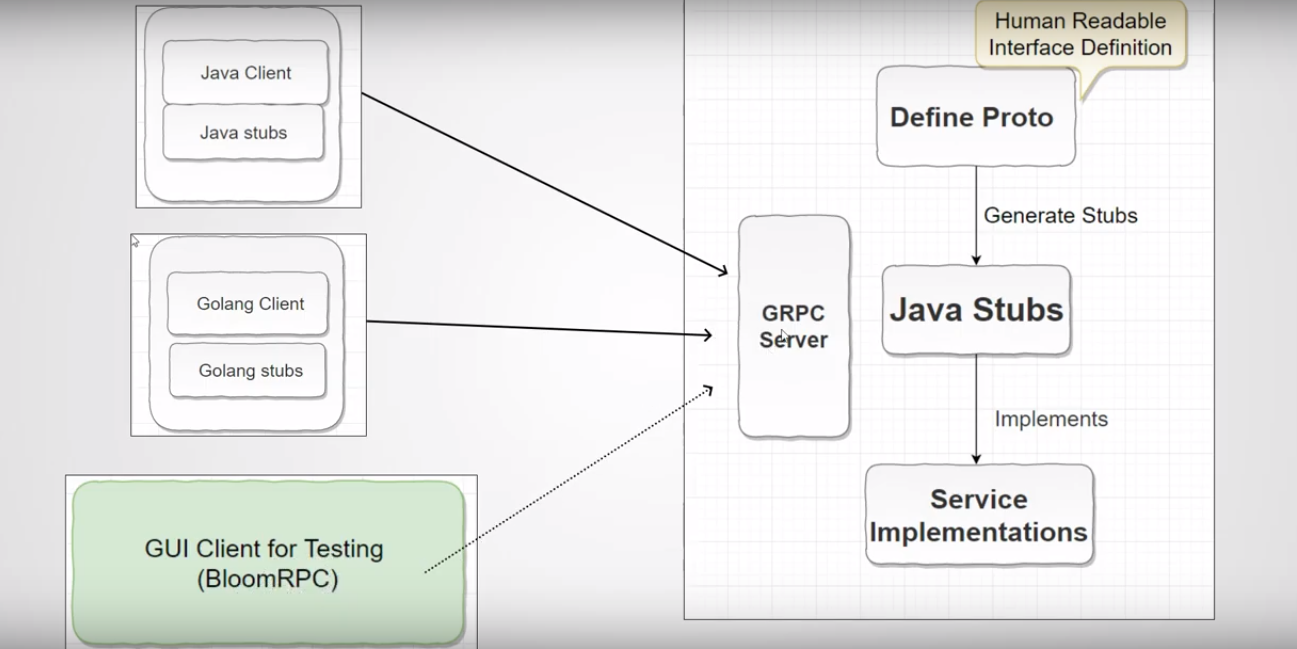 Java Client
Java stubs
Golang Client
Golang stubs
GUI Client for Testing
(BloomRPC)
GRPC
Server
Human Readable
Interface Definition
Define Proto
Generate Stubs
Java Stubs
Implements
Service
Implementations